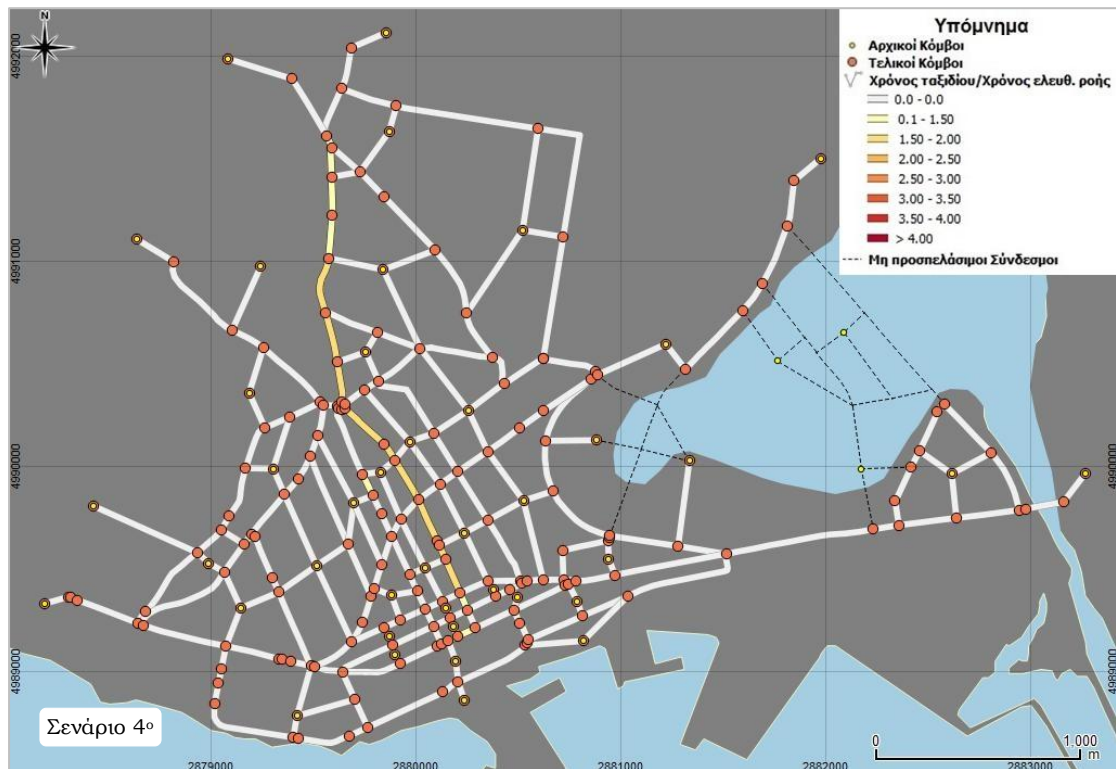 N
Υπόμνημα
Αρχικοί Κόμβοι
Τελικοί Κόμβοι
Χρόνος ταξιδίου/Χρόνος ελευθ. ροής
0.0 - 0.0
0.1 - 1.50
1.50 - 2.00
2.00 - 2.50
2.50 - 3.00
3.00 - 3.50
3.50 - 4.00
> 4.00
Μη προσπελάσιμοι Σύνδεσμοι
4992000
4991000
4991000
4990000
4990000
4989000
4989000
Σενάριο 4ο
0 1,000
m
2879000 2880000 2881000 2882000 2883000